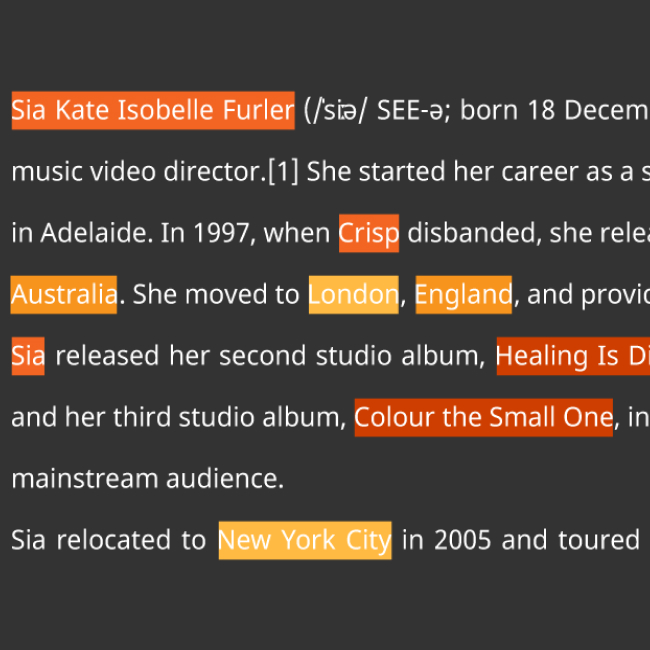 Sia Kate Isobelle Furler (/ˈsiːə/ SEE-ə; born 18 Decem
music video director.[1] She started her career as a s
in Adelaide. In 1997, when Crisp disbanded, she relea
Australia. She moved to London, England, and provid
Sia released her second studio album, Healing Is Di
and her third studio album, Colour the Small One, in
mainstream audience.
Sia relocated to New York City in 2005 and toured